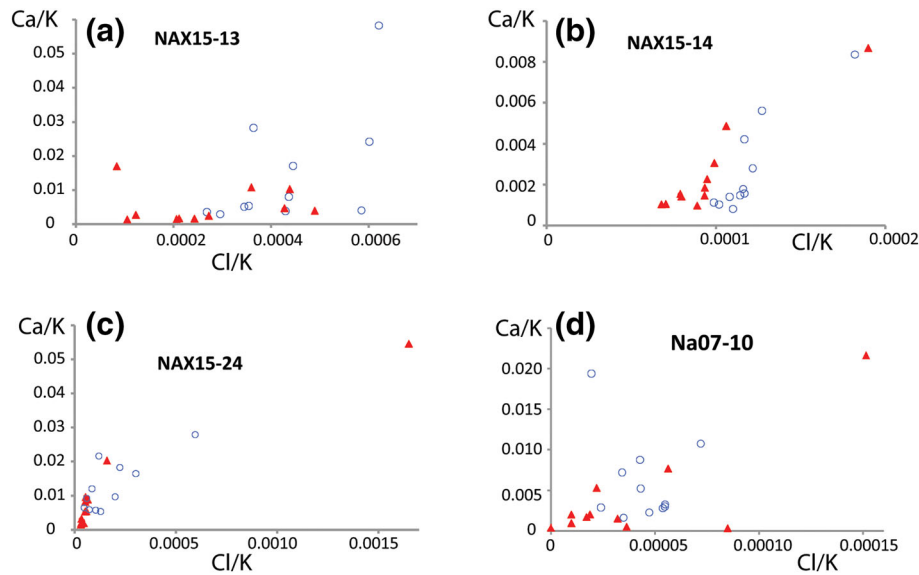 Ca/K
(a)
NAX15-13
0.05
0.04
0.03
0.02
0.01
0
0
0.0002
0.0004
0.0006
Cl/K
Ca/K
(b)
NAX15-14
0.008
0.006
0.004
0.002
0
0
0.0001
0.0002
Cl/K
Ca/K
(c)
NAX15-24
0.05
0.04
0.03
0.02
0.01
0
0
0.0005
0.0010
0.0015
Cl/K
Ca/K
(d)
Na07-10
0.020
0.015
0.010
0.005
0
0
0.00005
0.00010
0.00015
Cl/K